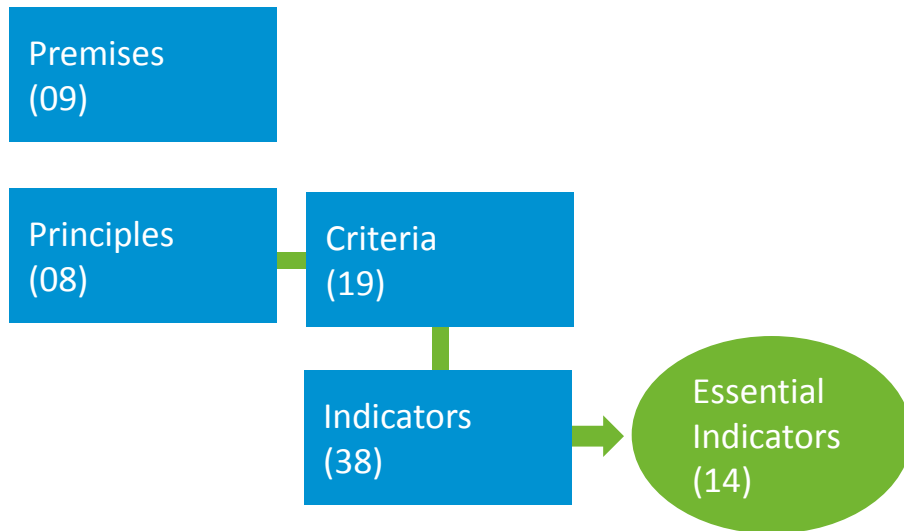 Premises
(09)
Principles
(08)
Criteria
(19)
Indicators
(38)
Essential
Indicators
(14)